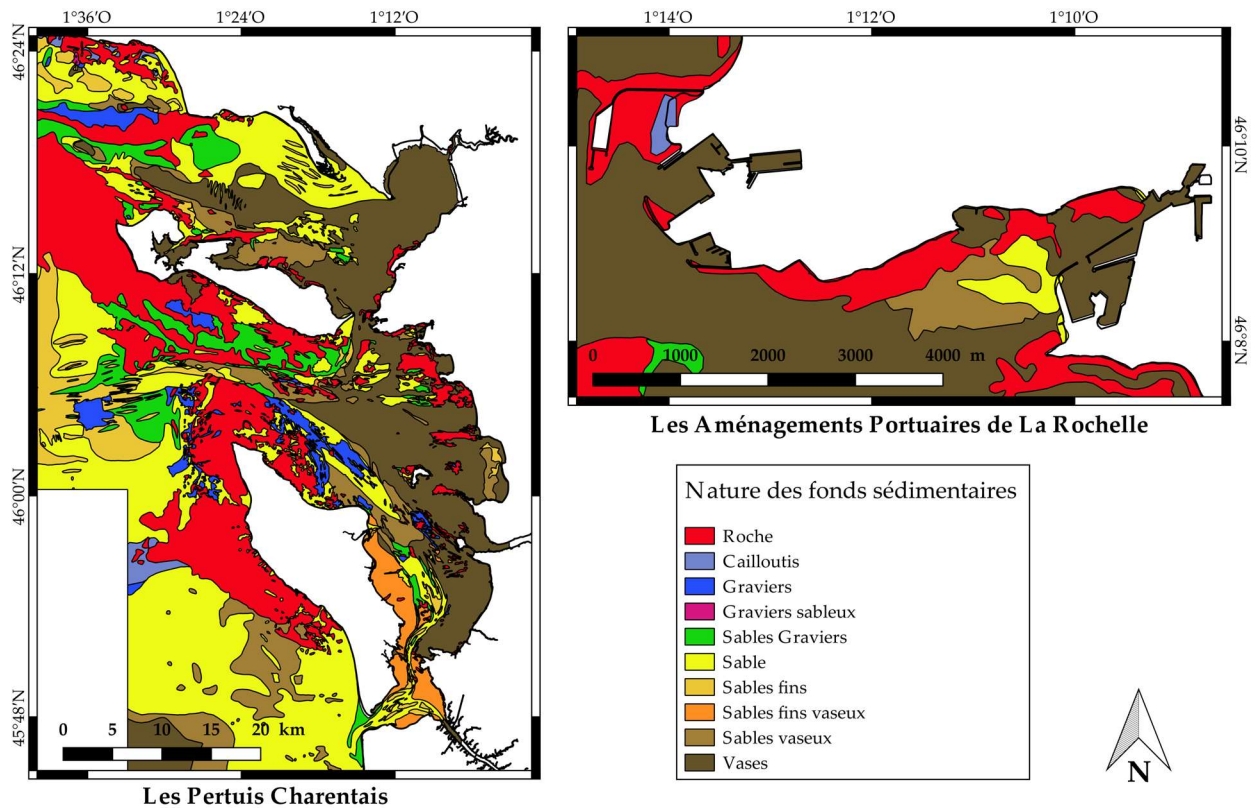 1°36'O 1°24'O 1°12'O
46°24'N
46°12'N
46°00'N
45°48'N
0 5 10 15 20 km
Les Pertuis Charentais
1°14'O 1°12'O 1°10'O
46°10'N
46°8'N
0 1000 2000 3000 4000 m
Les Aménagements Portuaires de La Rochelle
Nature des fonds sédimentaires
Roche
Cailloutis
Graviers
Graviers sableux
Sables Graviers
Sable
Sables fins
Sables fins vaseux
Sables vaseux
Vases
N